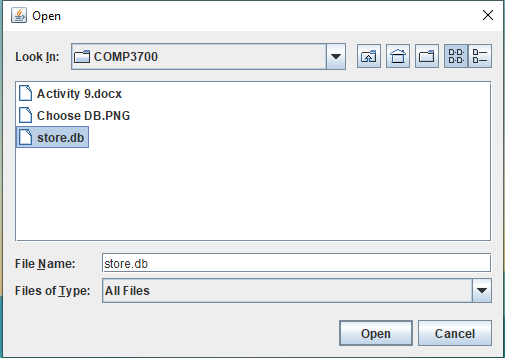 Open
Look In: COMP3700
Activity 9.docx
Choose DB.PNG
store.db
File Name: store.db
Files of Type: All Files
Open Cancel